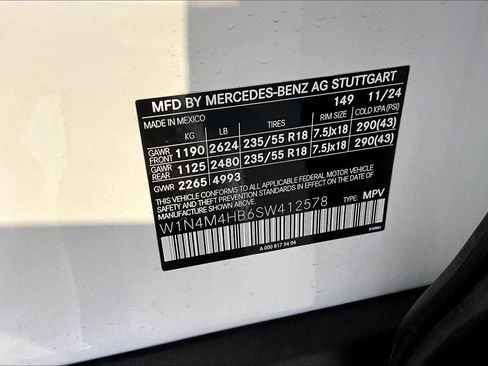 MFD BY MERCEDES-BENZ AG STUTTGART
MADE IN MEXICO 149 11/24
KG LB TIRES RIM SIZE COLD KPA(PSI)
GAWR FRONT 1190 2624 235/55 R18 7.5Jx18 290(43)
GAWR REAR 1125 2480 235/55 R18 7.5Jx18 290(43)
GVWR 2265 4993
THIS VEHICLE CONFORMS TO ALL APPLICABLE FEDERAL MOTOR VEHICLE
SAFETY AND THEFT PREVENTION STANDARDS IN EFFECT ON THE DATE OF
MANUFACTURE SHOWN ABOVE.
W1N4M4HB6SW412578 TYPE: MPV
A 000 817 54 04